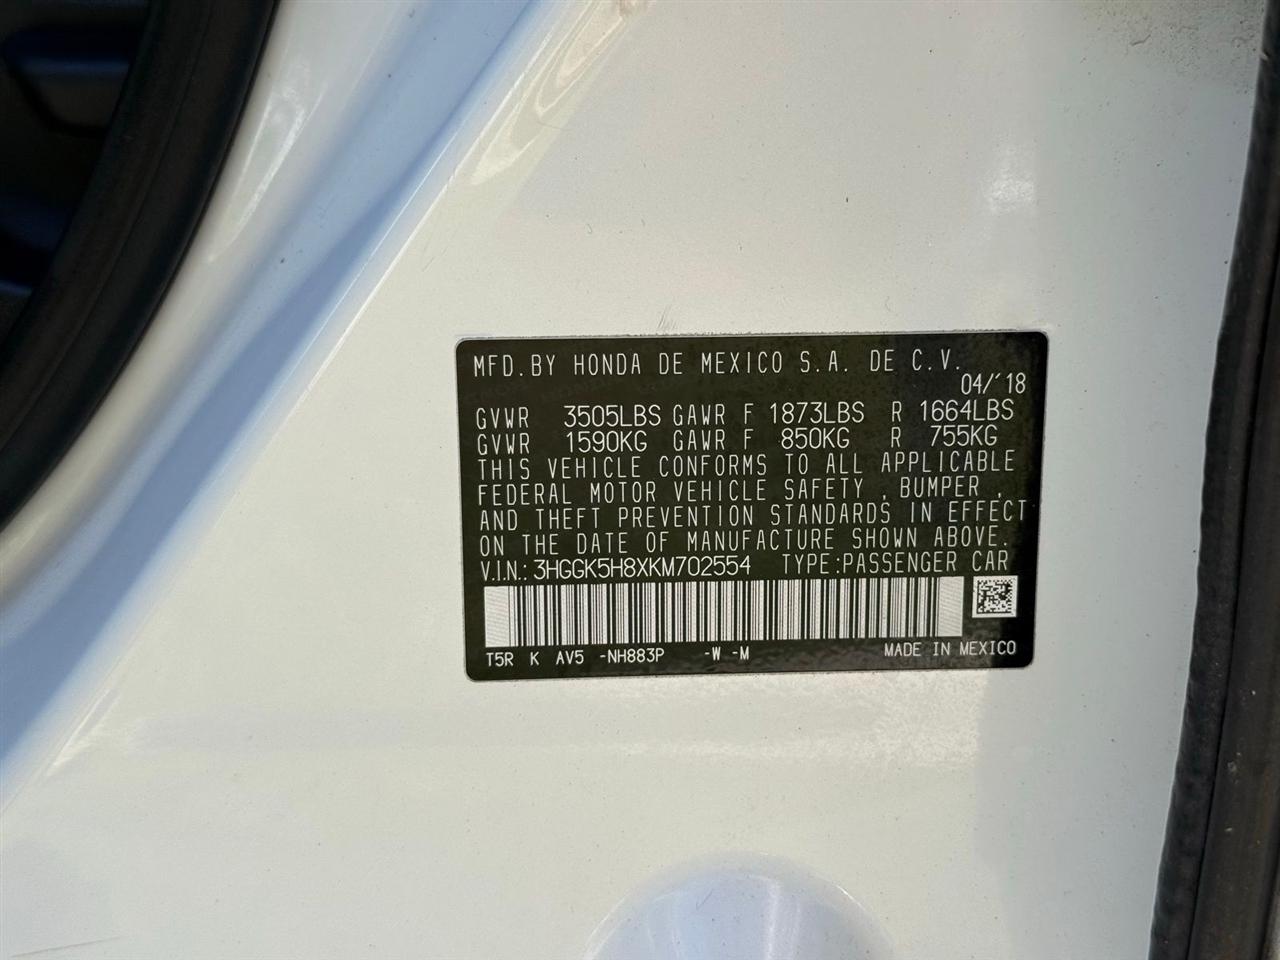 MFD. BY HONDA DE MEXICO S.A. DE C.V.
04/'18
GVWR 3505LBS GAWR F 1873LBS R 1664LBS
GVWR 1590KG GAWR F 850KG R 755KG
THIS VEHICLE CONFORMS TO ALL APPLICABLE
FEDERAL MOTOR VEHICLE SAFETY, BUMPER,
AND THEFT PREVENTION STANDARDS IN EFFECT
ON THE DATE OF MANUFACTURE SHOWN ABOVE.
V.I.N.: 3HGGK5H8XKM702554 TYPE:PASSENGER CAR
T5R K AV5 -NH883P -W -M MADE IN MEXICO